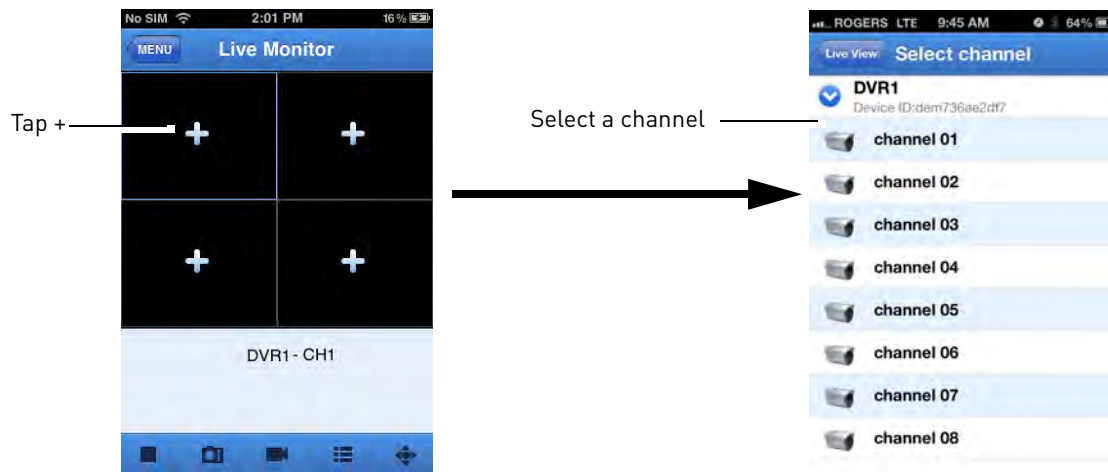 No SIM 2:01 PM 16%
MENU Live Monitor
Tap +
DVR1 - CH1
Select a channel
ROGERS LTE 9:45 AM 64%
Live View Select channel
DVR1
Device ID:dem736ae2df7
channel 01
channel 02
channel 03
channel 04
channel 05
channel 06
channel 07
channel 08